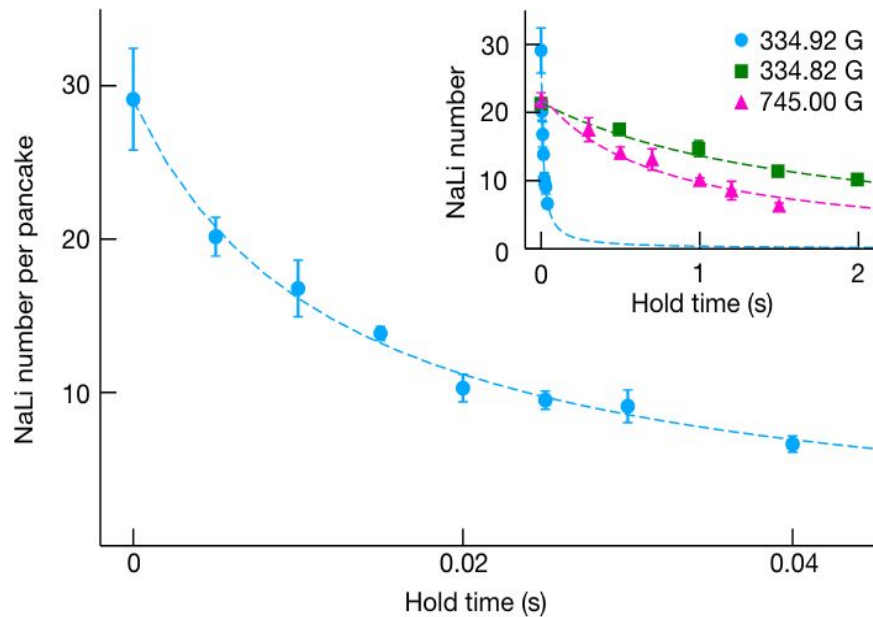 NaLi number per pancake
30
20
10
0
0.02
0.04
Hold time (s)
NaLi number
30
20
10
0
334.92 G
334.82 G
745.00 G
0
1
2
Hold time (s)